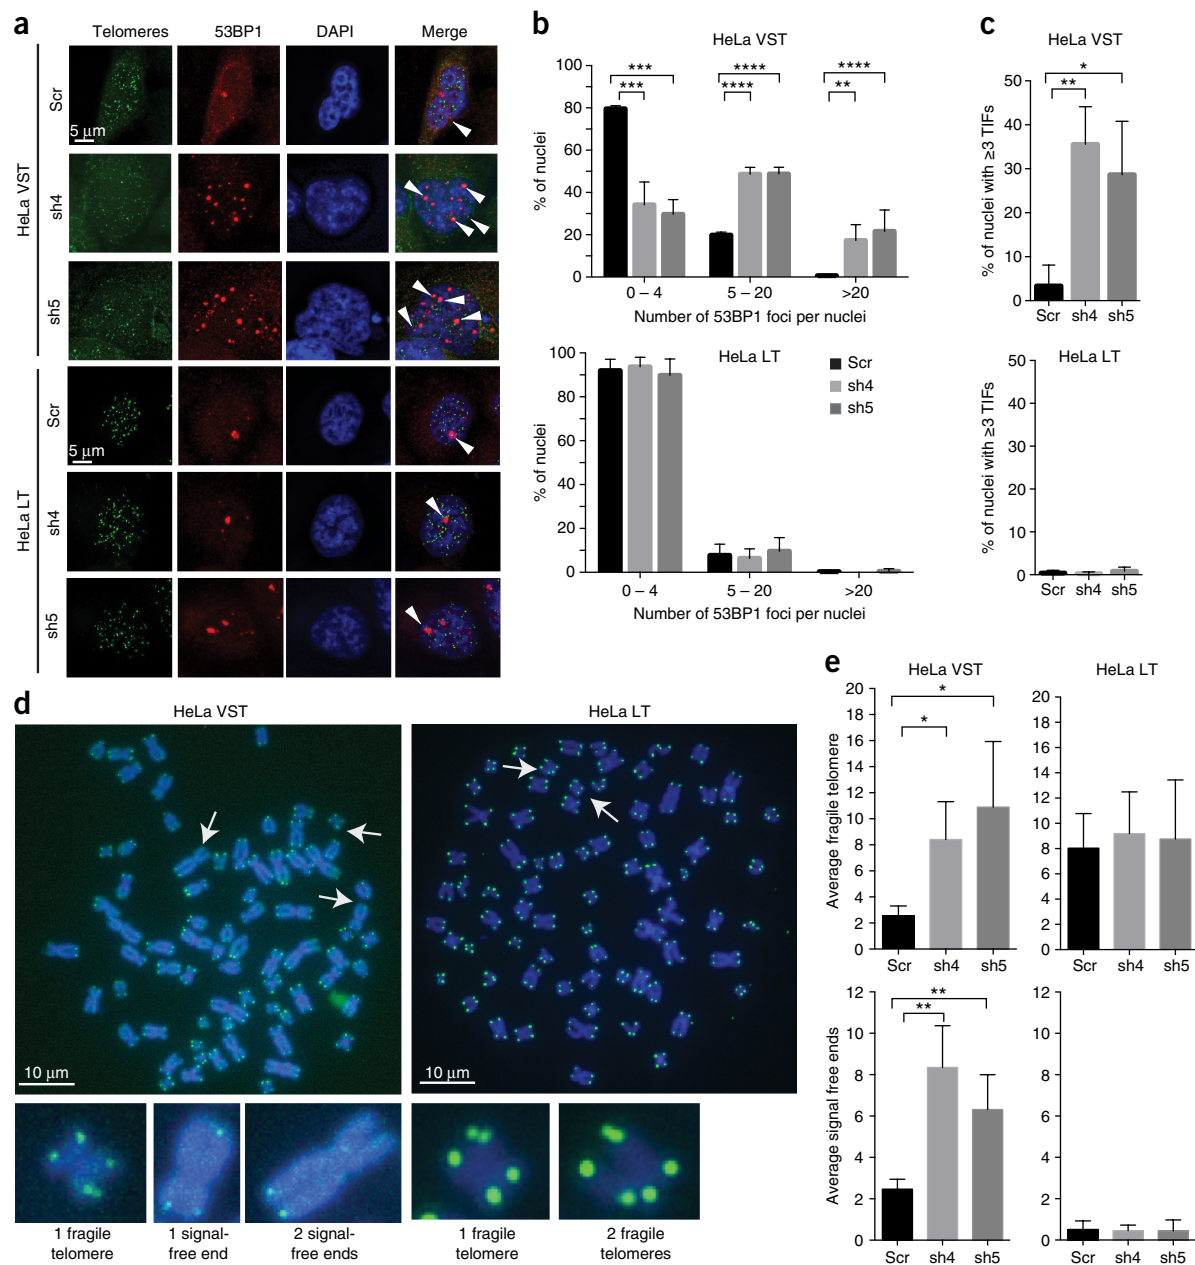 a
Telomeres 53BP1 DAPI Merge
HeLa VST
Scr
5 μm
sh4
sh5
HeLa LT
Scr
5 μm
sh4
sh5
b
HeLa VST
% of nuclei
100
80
60
40
20
0
*** ***
**** ****
** ****
0 – 4 5 – 20 >20
Number of 53BP1 foci per nuclei
HeLa LT
% of nuclei
100
80
60
40
20
0
Scr
sh4
sh5
0 – 4 5 – 20 >20
Number of 53BP1 foci per nuclei
c
HeLa VST
% of nuclei with ≥3 TIFs
50
40
30
20
10
0
*
**
Scr sh4 sh5
HeLa LT
% of nuclei with ≥3 TIFs
50
40
30
20
10
0
Scr sh4 sh5
d
HeLa VST
HeLa LT
10 μm
10 μm
1 fragile
telomere
1 signal-
free end
2 signal-
free ends
1 fragile
telomere
2 fragile
telomeres
e
HeLa VST
Average fragile telomere
20
18
16
14
12
10
8
6
4
2
0
*
*
Scr sh4 sh5
HeLa LT
20
18
16
14
12
10
8
6
4
2
0
Scr sh4 sh5
Average signal free ends
12
10
8
6
4
2
0
**
**
Scr sh4 sh5
12
10
8
6
4
2
0
Scr sh4 sh5